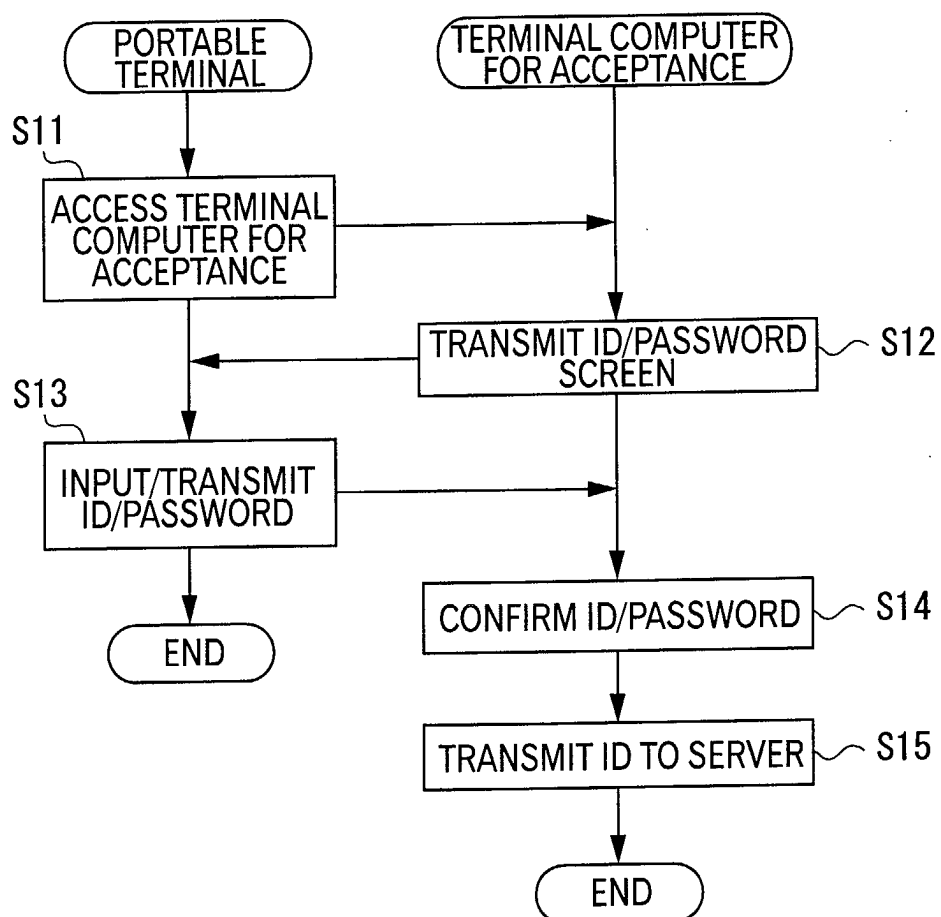 PORTABLE
TERMINAL
TERMINAL COMPUTER
FOR ACCEPTANCE
S11
ACCESS TERMINAL
COMPUTER FOR
ACCEPTANCE
TRANSMIT ID/PASSWORD
SCREEN
S12
S13
INPUT/TRANSMIT
ID/PASSWORD
CONFIRM ID/PASSWORD
S14
END
TRANSMIT ID TO SERVER
S15
END